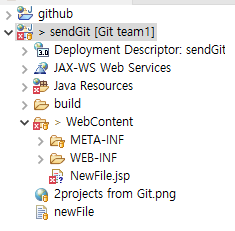 github
> sendGit [Git team1]
Deployment Descriptor: sendGit
JAX-WS Web Services
Java Resources
build
> WebContent
META-INF
WEB-INF
NewFile.jsp
2projects from Git.png
newFile